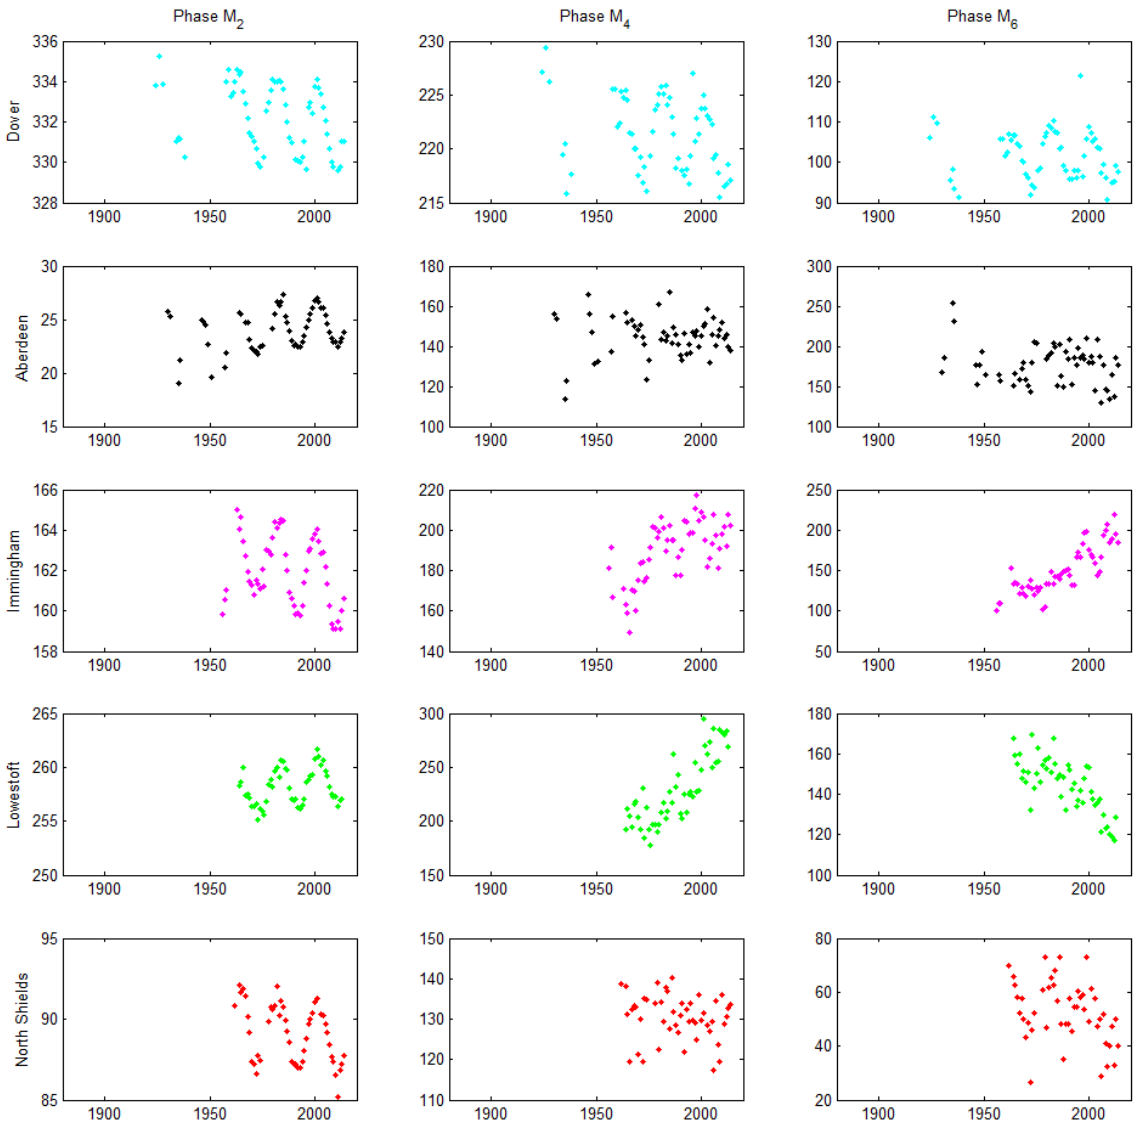 Phase M2 Phase M4 Phase M6
336 230 130
334 225 120
332 110
Dover
330 220 100
328 215 90
1900 1950 2000 1900 1950 2000 1900 1950 2000
30 180 300
25 160 250
Aberdeen
20 140 200
120 150
15 100 100
1900 1950 2000 1900 1950 2000 1900 1950 2000
166 220 250
164 200 200
Immingham
162 180 150
160 160 100
158 140 50
1900 1950 2000 1900 1950 2000 1900 1950 2000
265 300 180
260 250 160
Lowestoft
255 200 140
120
250 150 100
1900 1950 2000 1900 1950 2000 1900 1950 2000
95 150 80
90 140 60
North Shields
130 40
120
85 110 20
1900 1950 2000 1900 1950 2000 1900 1950 2000